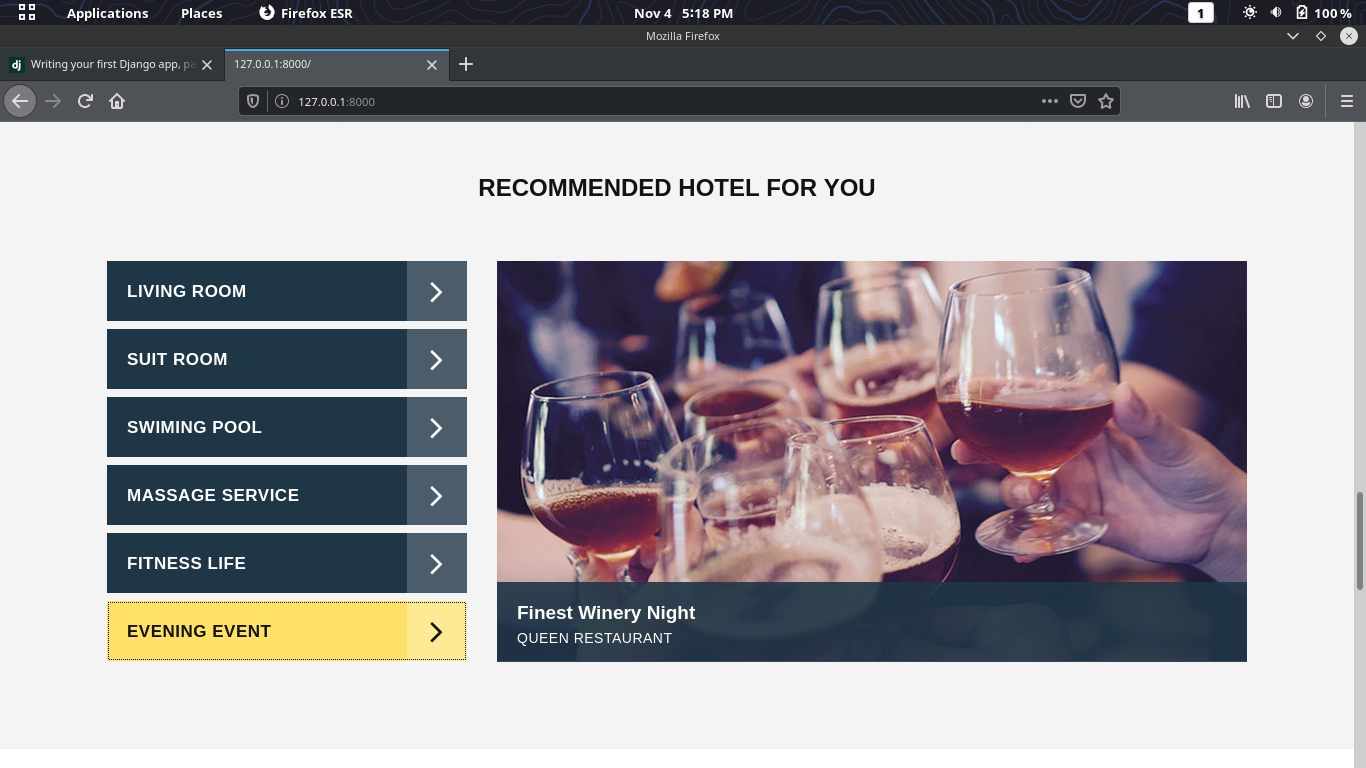 Applications Places Firefox ESR Nov 4 5:18 PM 1 100 %
Mozilla Firefox
dj Writing your first Django app, pa 127.0.0.1:8000/
127.0.0.1:8000
RECOMMENDED HOTEL FOR YOU
LIVING ROOM
SUIT ROOM
SWIMING POOL
MASSAGE SERVICE
FITNESS LIFE
EVENING EVENT
Finest Winery Night
QUEEN RESTAURANT